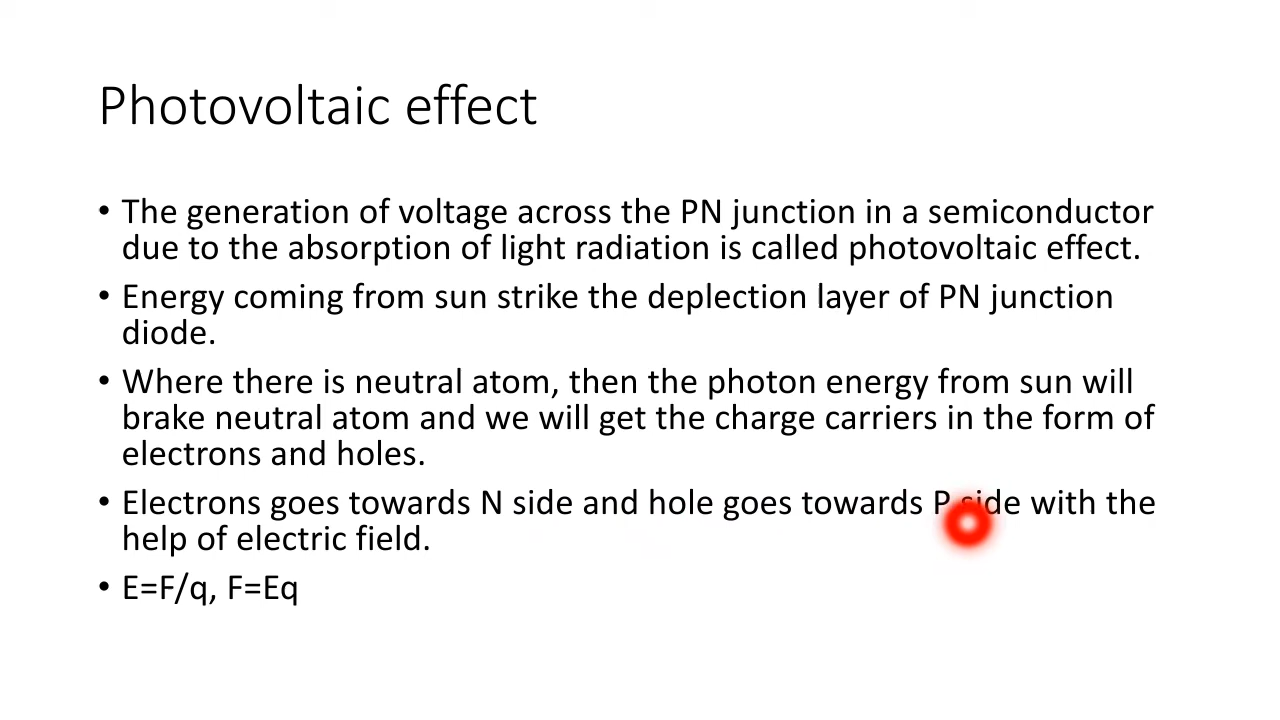 Photovoltaic effect
• The generation of voltage across the PN junction in a semiconductor
due to the absorption of light radiation is called photovoltaic effect.
• Energy coming from sun strike the deplection layer of PN junction
diode.
• Where there is neutral atom, then the photon energy from sun will
brake neutral atom and we will get the charge carriers in the form of
electrons and holes.
• Electrons goes towards N side and hole goes towards P side with the
help of electric field.
• E=F/q, F=Eq